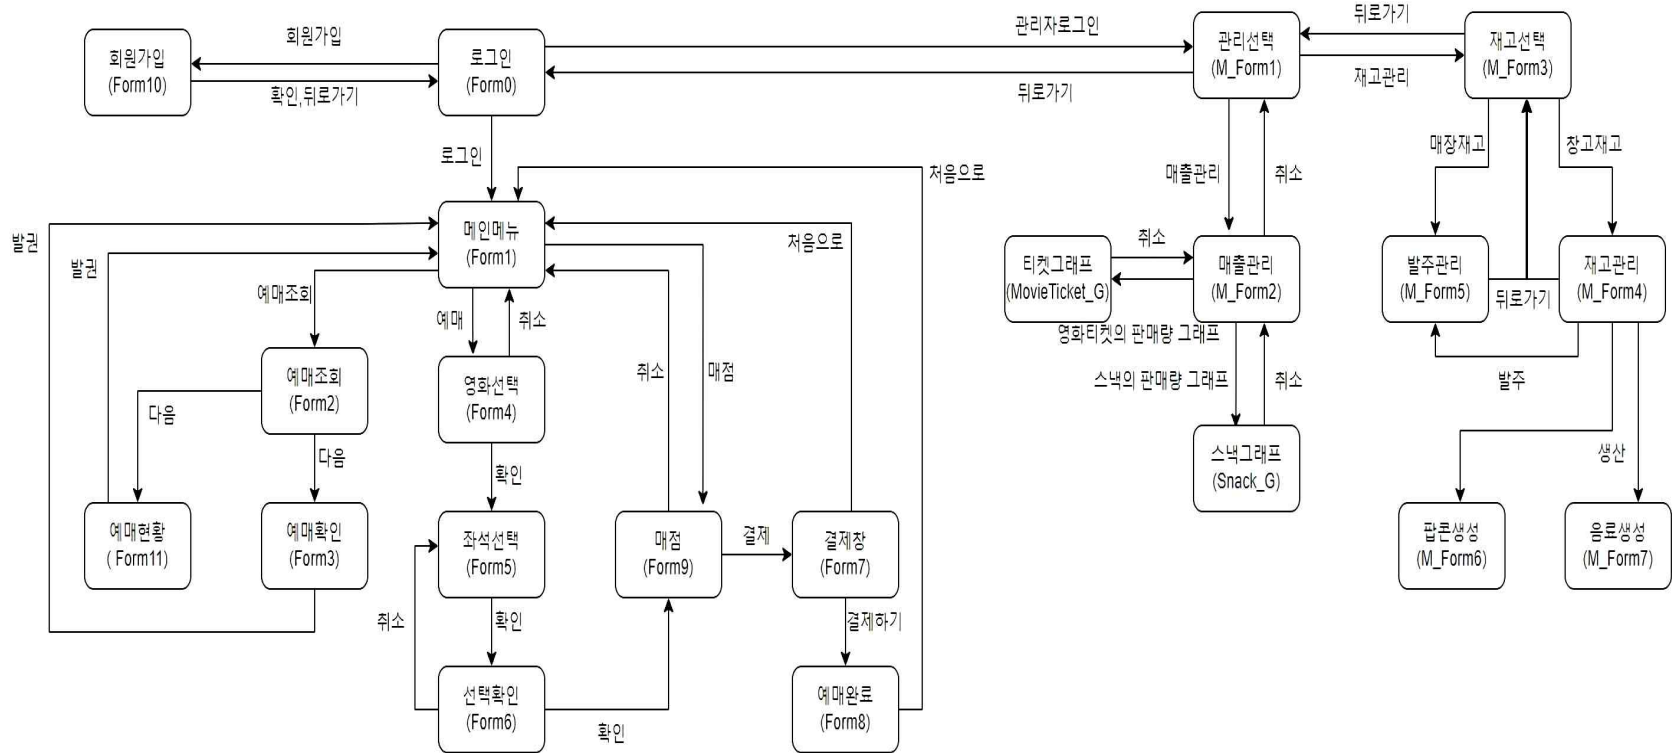 회원가입
(Form10)
회원가입
확인,뒤로가기
로그인
(Form0)
관리자로그인
뒤로가기
관리선택
(M_Form1)
뒤로가기
재고관리
재고선택
(M_Form3)
로그인
처음으로
매출관리
취소
매장재고
창고재고
발권
발권
메인메뉴
(Form1)
처음으로
예매조회
예매
취소
취소
매점
티켓그래프
(MovieTicket_G)
취소
매출관리
(M_Form2)
영화티켓의 판매량 그래프
스낵의 판매량 그래프
취소
발주관리
(M_Form5)
뒤로가기
재고관리
(M_Form4)
발주
생산
예매조회
(Form2)
다음
다음
영화선택
(Form4)
확인
스낵그래프
(Snack_G)
예매현황
( Form11)
예매확인
(Form3)
좌석선택
(Form5)
매점
(Form9)
결제
결제창
(Form7)
팝콘생성
(M_Form6)
음료생성
(M_Form7)
취소
확인
결제하기
선택확인
(Form6)
확인
예매완료
(Form8)